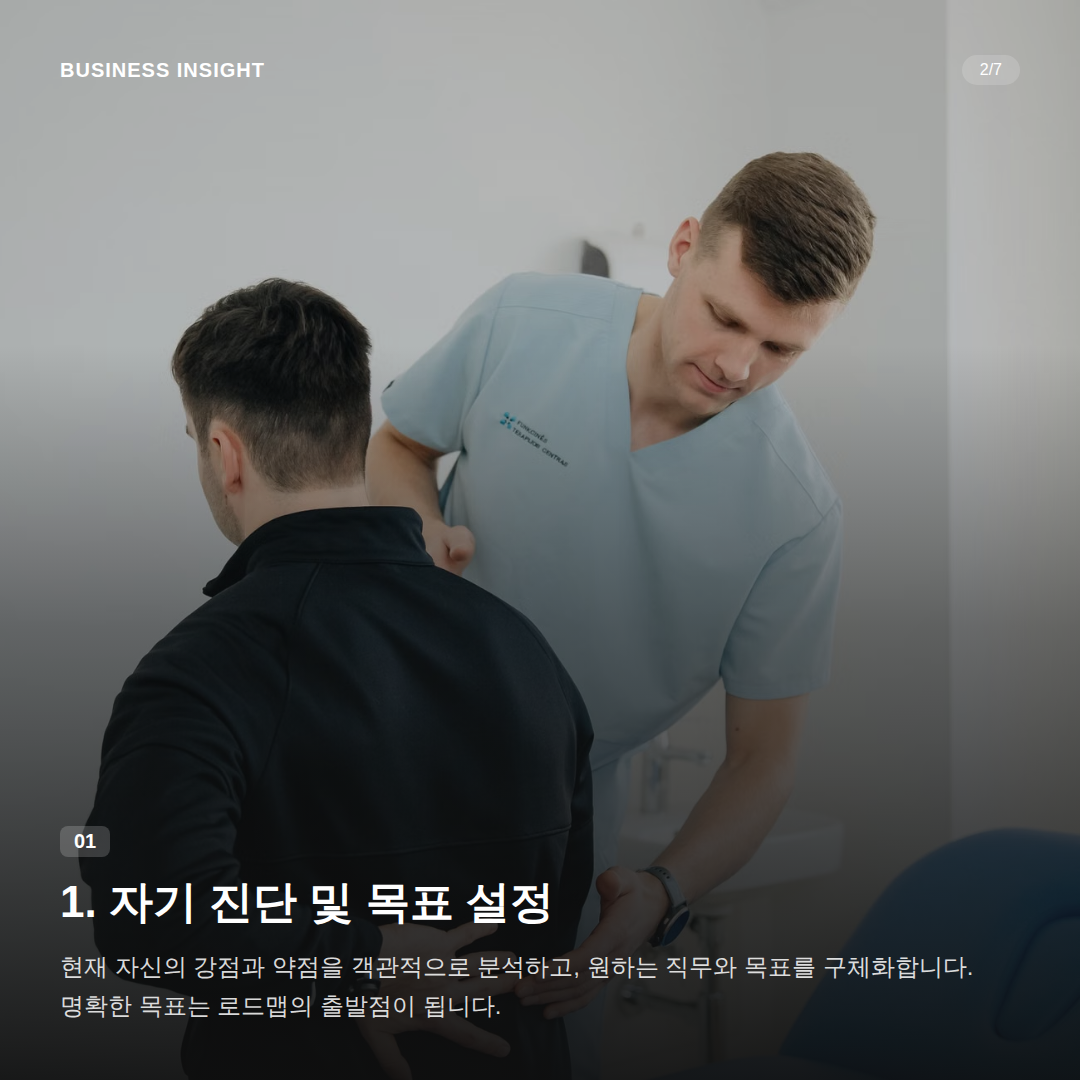 BUSINESS INSIGHT
2/7
FUNKCINĖS
TERAPIJOS CENTRAS
01
1. 자기 진단 및 목표 설정
현재 자신의 강점과 약점을 객관적으로 분석하고, 원하는 직무와 목표를 구체화합니다.
명확한 목표는 로드맵의 출발점이 됩니다.